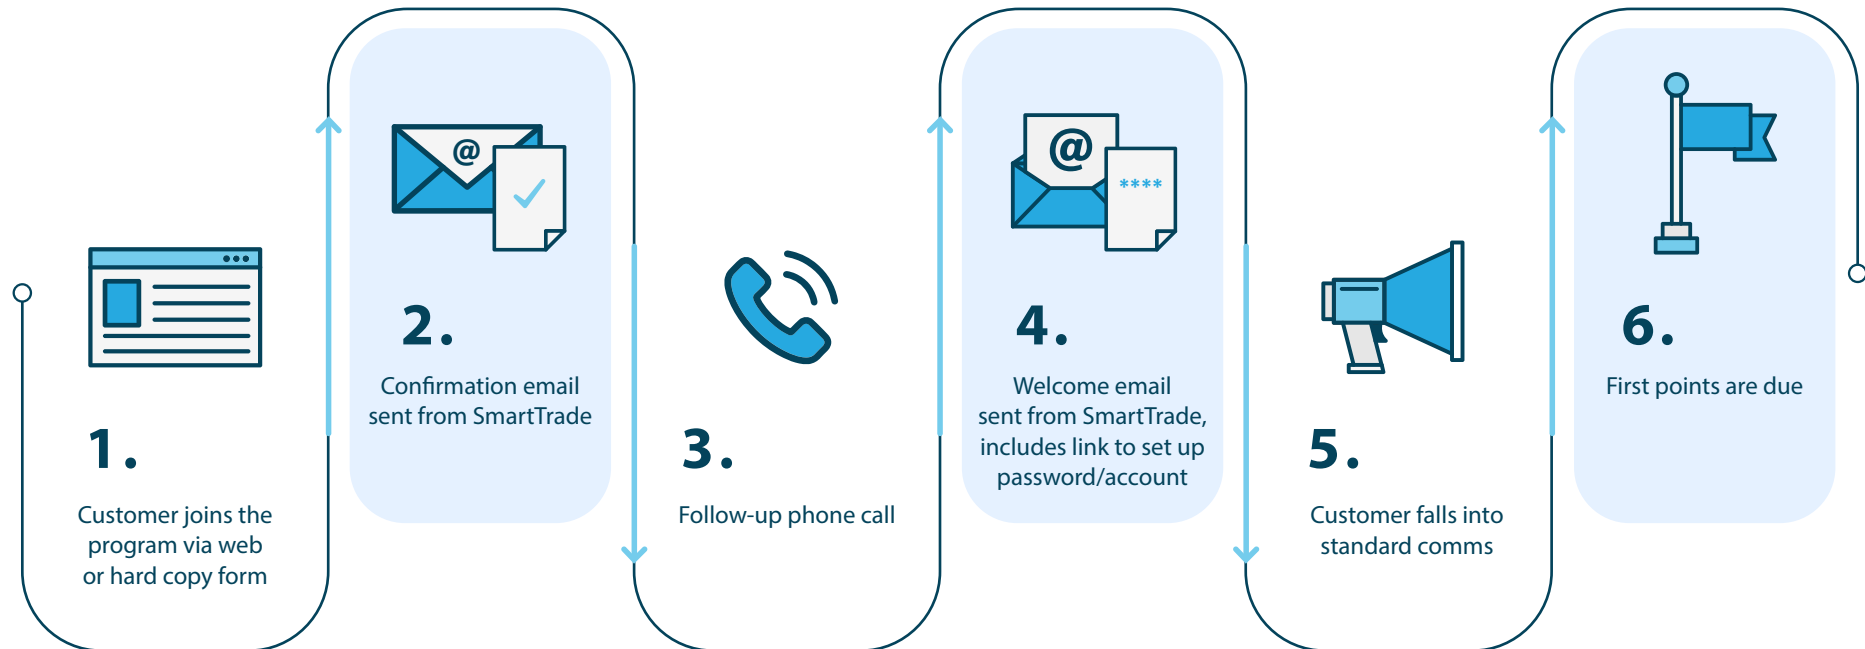 1.
Customer joins the
program via web
or hard copy form
@
2.
Confirmation email
sent from SmartTrade
3.
Follow-up phone call
@
****
4.
Welcome email
sent from SmartTrade,
includes link to set up
password/account
5.
Customer falls into
standard comms
6.
First points are due